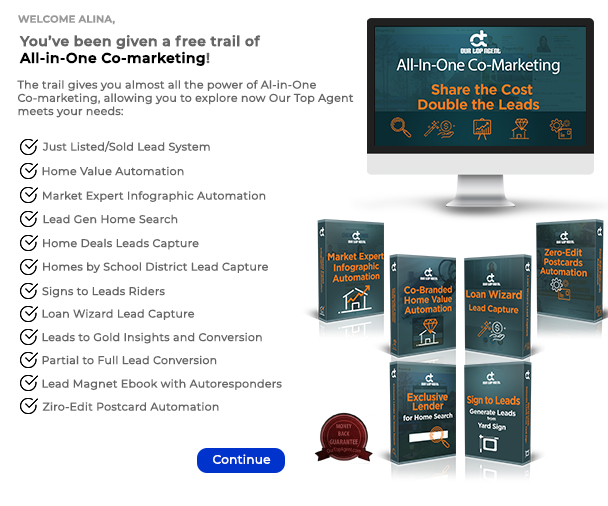 WELCOME ALINA,
You've been given a free trail of
All-in-One Co-marketing!
The trail gives you almost all the power of Al-in-One
Co-marketing, allowing you to explore now Our Top Agent
meets your needs:
Just Listed/Sold Lead System
Home Value Automation
Market Expert Infographic Automation
Lead Gen Home Search
Home Deals Leads Capture
Homes by School District Lead Capture
Signs to Leads Riders
Loan Wizard Lead Capture
Leads to Gold Insights and Conversion
Partial to Full Lead Conversion
Lead Magnet Ebook with Autoresponders
Ziro-Edit Postcard Automation
Continue
OUR TOP AGENT
All-In-One Co-Marketing
Share the Cost
Double the Leads
OUR TOP AGENT
Market Expert
Infographic
Automation
OUR TOP AGENT
Co-Branded
Home Value
Automation
OUR TOP AGENT
Loan Wizard
Lead Capture
OUR TOP AGENT
Zero-Edit
Postcards
Automation
OUR TOP AGENT
Exclusive
Lender
for Home Search
OUR TOP AGENT
Sign to Leads
Generate Leads
from
Yard Sign
MONEY
BACK
GUARANTEE